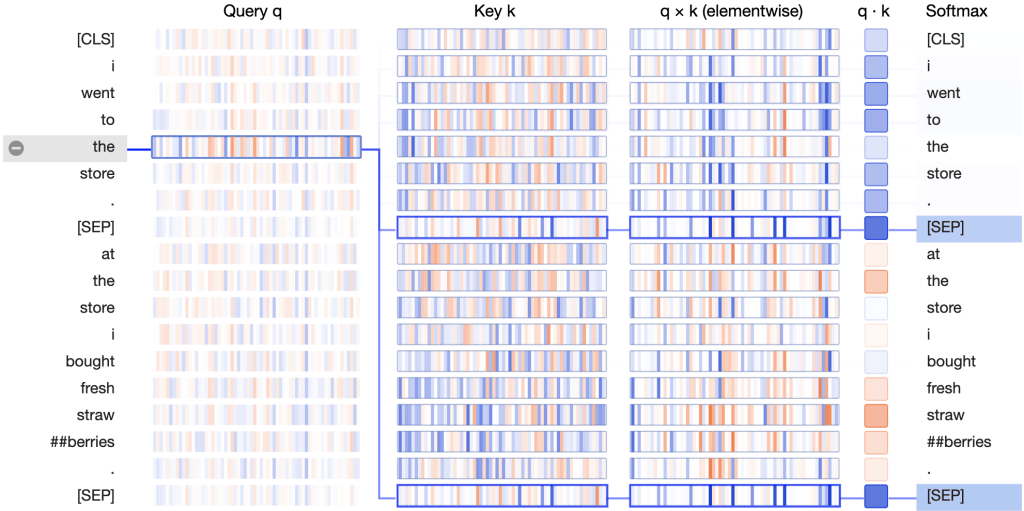 Query q Key k q × k (elementwise) q · k Softmax
[CLS] [CLS]
i i
went went
to to
the the
store store
. .
[SEP] [SEP]
at at
the the
store store
i i
bought bought
fresh fresh
straw straw
##berries ##berries
. .
[SEP] [SEP]